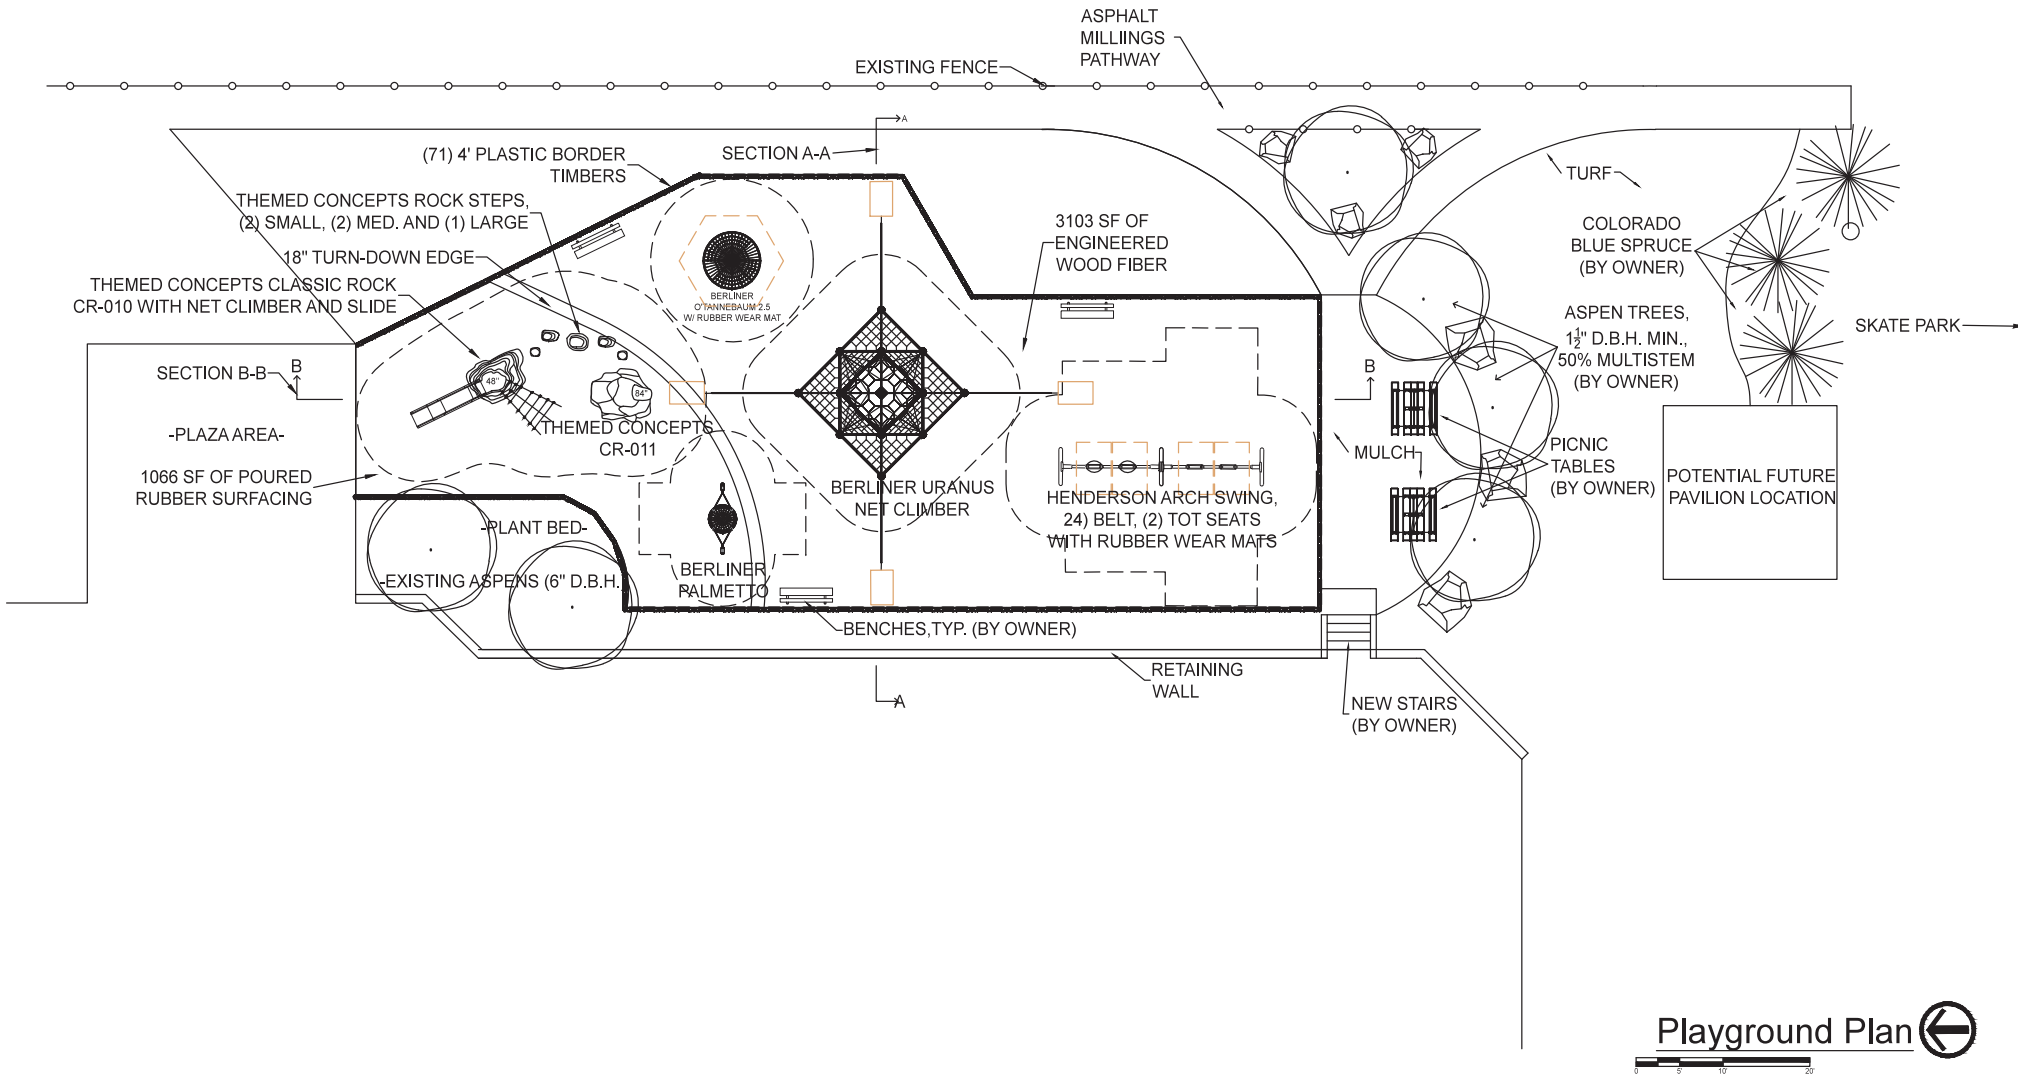 ASPHALT
MILLIINGS
PATHWAY
EXISTING FENCE
A
SECTION A-A
(71) 4' PLASTIC BORDER
TIMBERS
TURF
THEMED CONCEPTS ROCK STEPS,
(2) SMALL, (2) MED. AND (1) LARGE
3103 SF OF
ENGINEERED
WOOD FIBER
COLORADO
BLUE SPRUCE
(BY OWNER)
18" TURN-DOWN EDGE
THEMED CONCEPTS CLASSIC ROCK
CR-010 WITH NET CLIMBER AND SLIDE
BERLINER
O'TANNEBAUM 2.5
W/ RUBBER WEAR MAT
ASPEN TREES,
1½" D.B.H. MIN.,
50% MULTISTEM
(BY OWNER)
SKATE PARK
SECTION B-B
B
B
48"
84"
-PLAZA AREA-
THEMED CONCEPTS
CR-011
MULCH
PICNIC
TABLES
(BY OWNER)
1066 SF OF POURED
RUBBER SURFACING
BERLINER URANUS
NET CLIMBER
HENDERSON ARCH SWING,
24) BELT, (2) TOT SEATS
WITH RUBBER WEAR MATS
POTENTIAL FUTURE
PAVILION LOCATION
-PLANT BED-
-EXISTING ASPENS (6" D.B.H.)
BERLINER
PALMETTO
BENCHES,TYP. (BY OWNER)
RETAINING
WALL
A
NEW STAIRS
(BY OWNER)
Playground Plan
0 5' 10' 20'